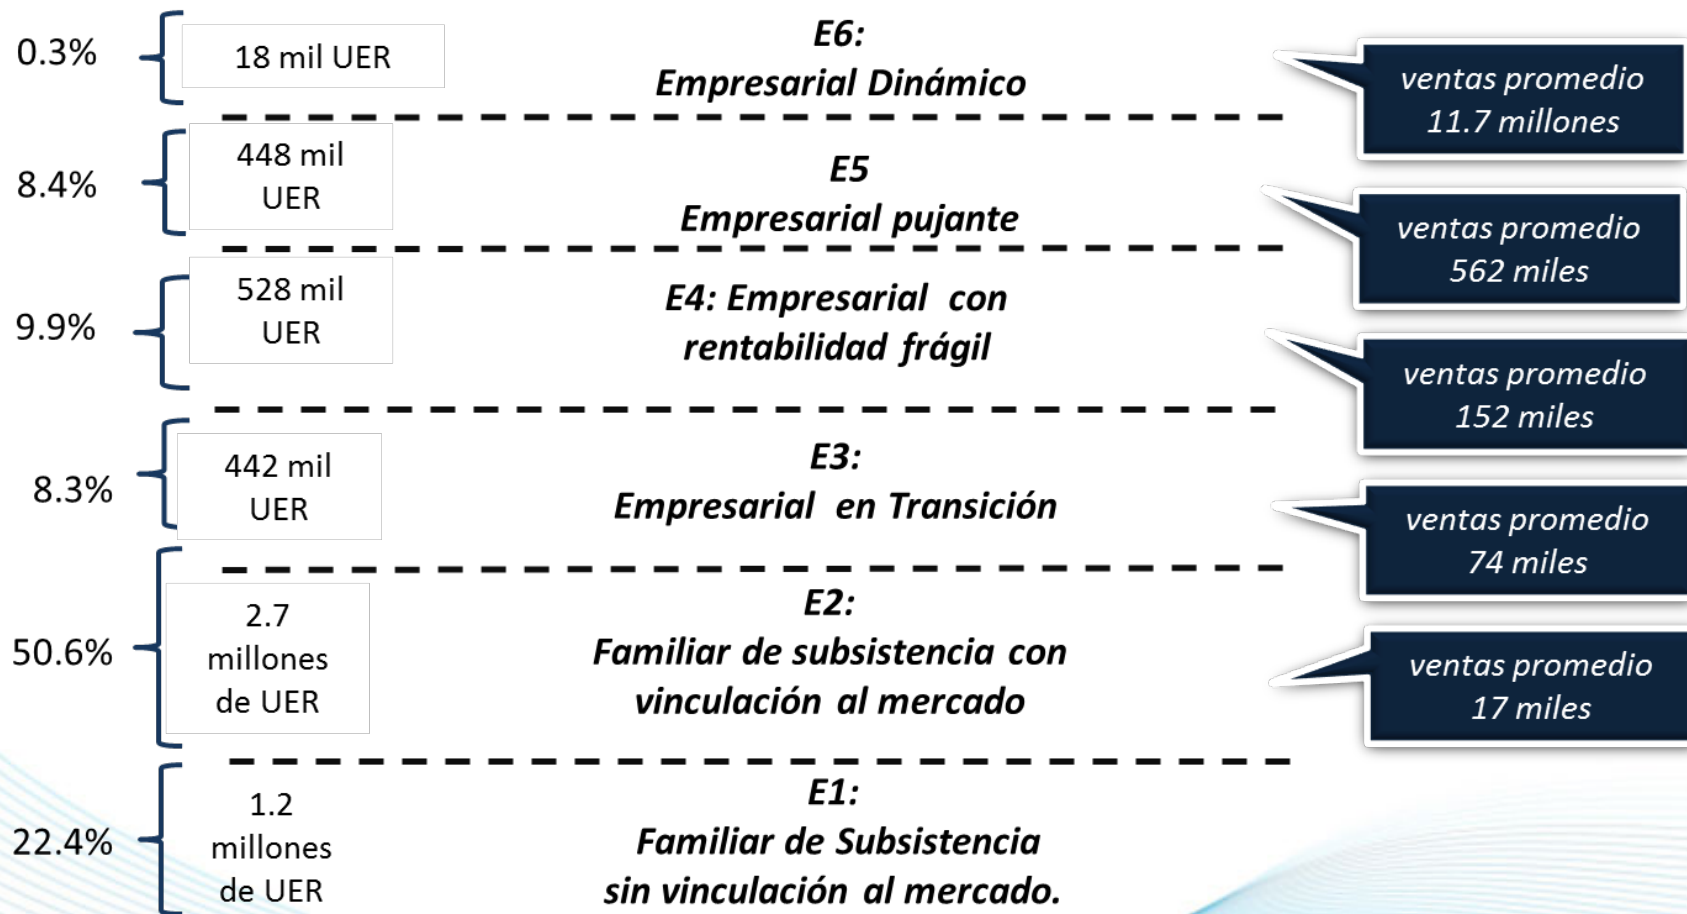 0.3%
18 mil UER
E6:
Empresarial Dinámico
ventas promedio
11.7 millones
8.4%
448 mil
UER
E5
Empresarial pujante
ventas promedio
562 miles
9.9%
528 mil
UER
E4: Empresarial con
rentabilidad frágil
ventas promedio
152 miles
8.3%
442 mil
UER
E3:
Empresarial en Transición
ventas promedio
74 miles
50.6%
2.7
millones
de UER
E2:
Familiar de subsistencia con
vinculación al mercado
ventas promedio
17 miles
22.4%
1.2
millones
de UER
E1:
Familiar de Subsistencia
sin vinculación al mercado.